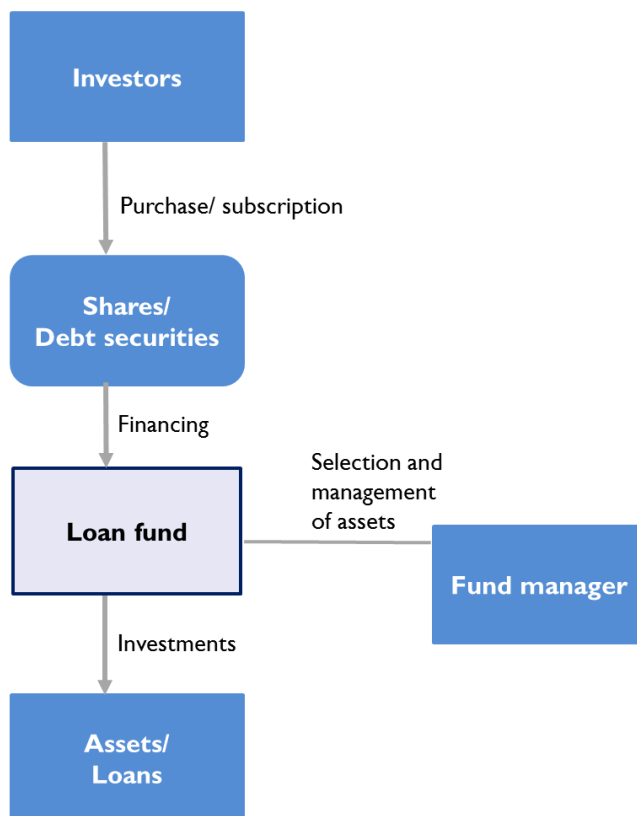 Investors
Purchase/ subscription
Shares/
Debt securities
Financing
Selection and
management
of assets
Loan fund
Fund manager
Investments
Assets/
Loans